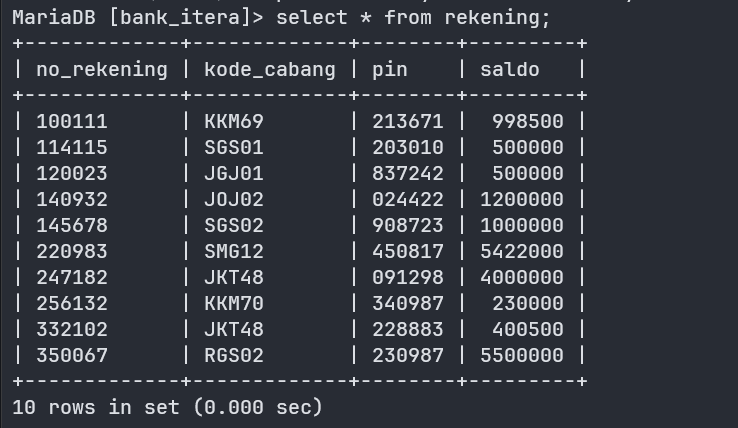 MariaDB [bank_itera]> select * from rekening;
+-------------+-------------+--------+---------+
| no_rekening | kode_cabang | pin    | saldo   |
+-------------+-------------+--------+---------+
| 100111      | KKM69       | 213671 |  998500 |
| 114115      | SGS01       | 203010 |  500000 |
| 120023      | JGJ01       | 837242 |  500000 |
| 140932      | JOJ02       | 024422 | 1200000 |
| 145678      | SGS02       | 908723 | 1000000 |
| 220983      | SMG12       | 450817 | 5422000 |
| 247182      | JKT48       | 091298 | 4000000 |
| 256132      | KKM70       | 340987 |  230000 |
| 332102      | JKT48       | 228883 |  400500 |
| 350067      | RGS02       | 230987 | 5500000 |
+-------------+-------------+--------+---------+
10 rows in set (0.000 sec)